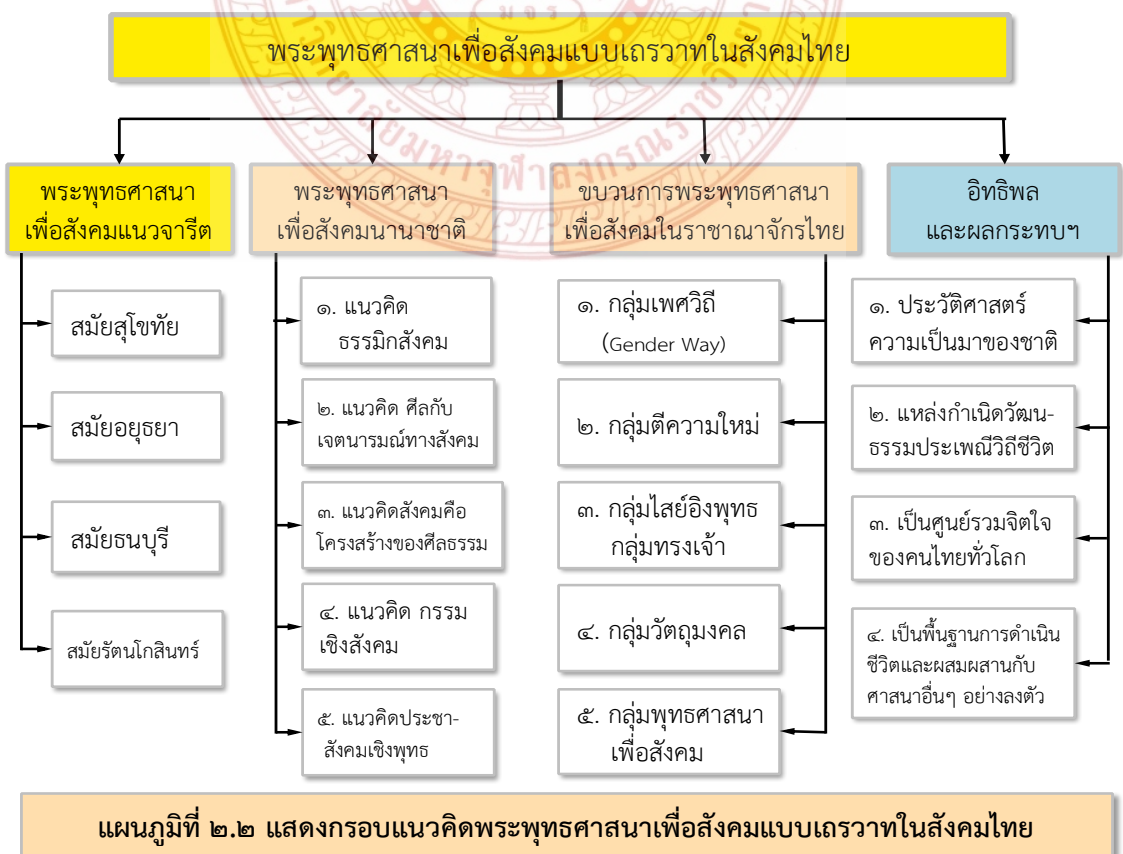 พระพุทธศาสนาเพื่อสังคมแบบเถรวาทในสังคมไทย
พระพุทธศาสนา
เพื่อสังคมแนวจารีต
สมัยสุโขทัย
สมัยอยุธยา
สมัยธนบุรี
สมัยรัตนโกสินทร์
พระพุทธศาสนา
เพื่อสังคมนานาชาติ
๑. แนวคิด
ธรรมิกสังคม
๒. แนวคิด ศีลกับ
เจตนารมณ์ทางสังคม
๓. แนวคิดสังคมคือ
โครงสร้างของศีลธรรม
๔. แนวคิด กรรม
เชิงสังคม
๕. แนวคิดประชา-
สังคมเชิงพุทธ
ขบวนการพระพุทธศาสนา
เพื่อสังคมในราชาณาจักรไทย
๑. กลุ่มเพศวิถี
(Gender Way)
๒. กลุ่มตีความใหม่
๓. กลุ่มไสย์อิงพุทธ
กลุ่มทรงเจ้า
๔. กลุ่มวัตถุมงคล
๕. กลุ่มพุทธศาสนา
เพื่อสังคม
อิทธิพล
และผลกระทบฯ
๑. ประวัติศาสตร์
ความเป็นมาของชาติ
๒. แหล่งกำเนิดวัฒน-
ธรรมประเพณีวิถีชีวิต
๓. เป็นศูนย์รวมจิตใจ
ของคนไทยทั่วโลก
๔. เป็นพื้นฐานการดำเนิน
ชีวิตและผสมผสานกับ
ศาสนาอื่นๆ อย่างลงตัว
แผนภูมิที่ ๒.๒ แสดงกรอบแนวคิดพระพุทธศาสนาเพื่อสังคมแบบเถรวาทในสังคมไทย